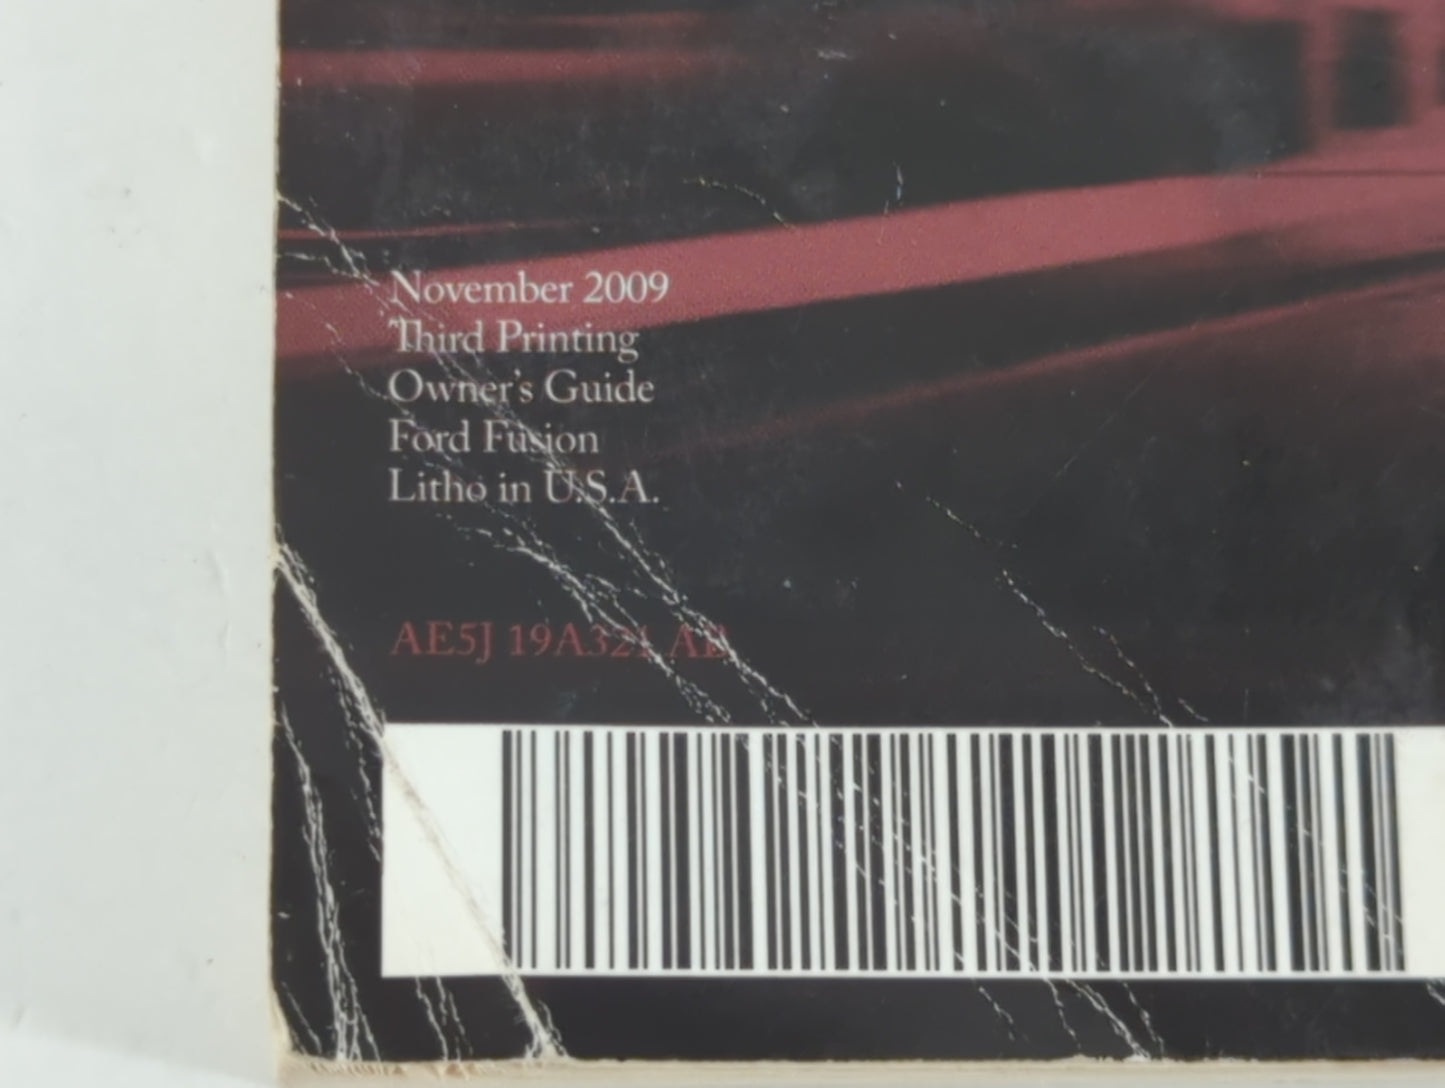 November 2009
Third Printing
Owner's Guide
Ford Fusion
Litho in U.S.A.
AE5J 19A321 AB